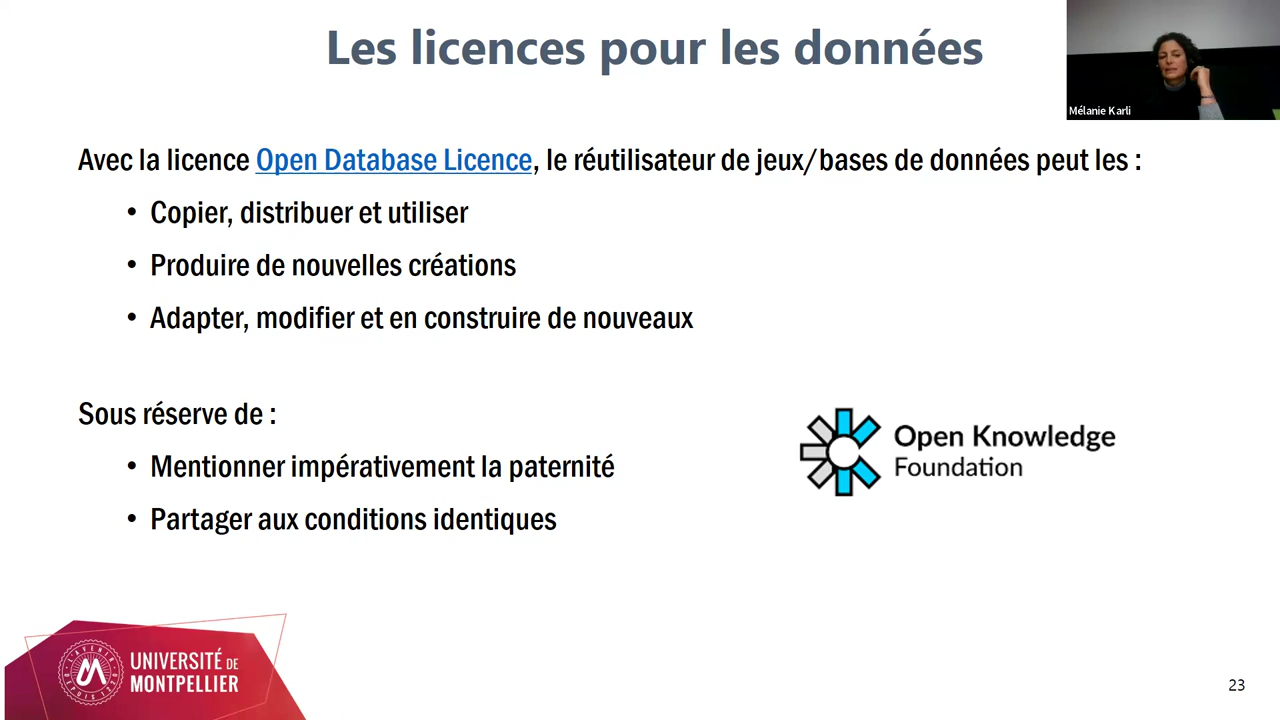 Les licences pour les données
Mélanie Karli
Avec la licence Open Database Licence, le réutilisateur de jeux/bases de données peut les :
• Copier, distribuer et utiliser
• Produire de nouvelles créations
• Adapter, modifier et en construire de nouveaux
Sous réserve de :
• Mentionner impérativement la paternité
• Partager aux conditions identiques
Open Knowledge
Foundation
UNIVERSITÉ DE
MONTPELLIER
23